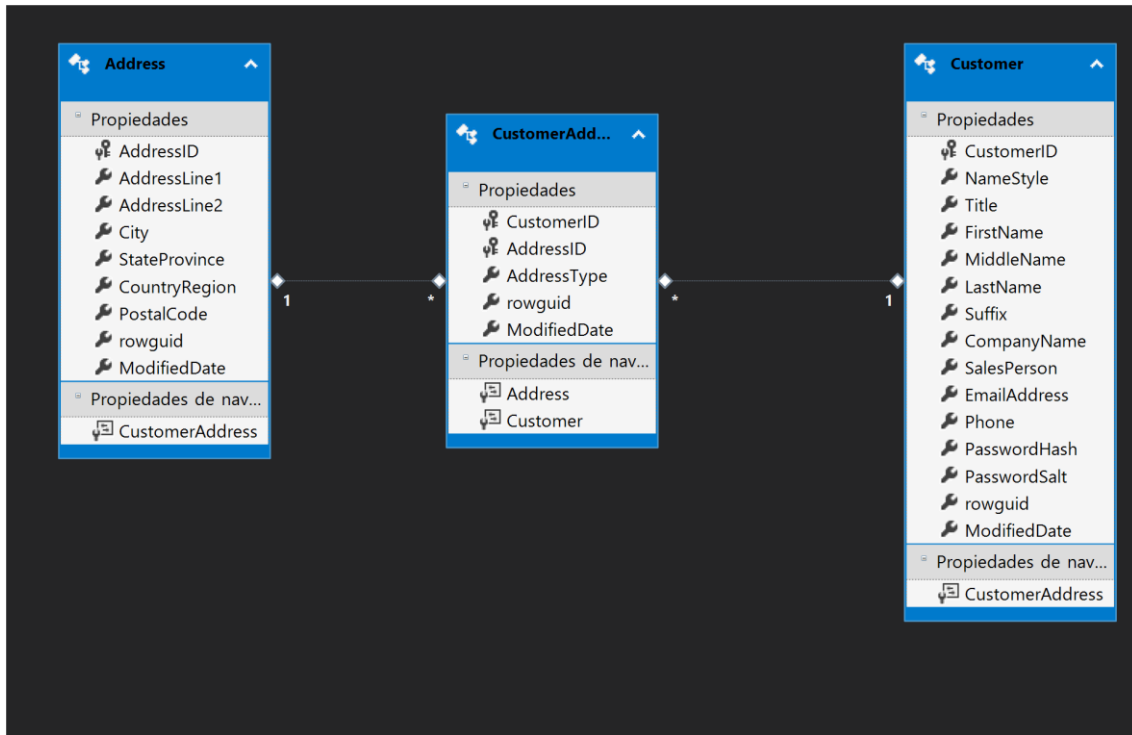 Address
Propiedades
AddressID
AddressLine1
AddressLine2
City
StateProvince
CountryRegion
PostalCode
rowguid
ModifiedDate
Propiedades de nav...
CustomerAddress
1
*
CustomerAdd...
Propiedades
CustomerID
AddressID
AddressType
rowguid
ModifiedDate
Propiedades de nav...
Address
Customer
*
1
Customer
Propiedades
CustomerID
NameStyle
Title
FirstName
MiddleName
LastName
Suffix
CompanyName
SalesPerson
EmailAddress
Phone
PasswordHash
PasswordSalt
rowguid
ModifiedDate
Propiedades de nav...
CustomerAddress